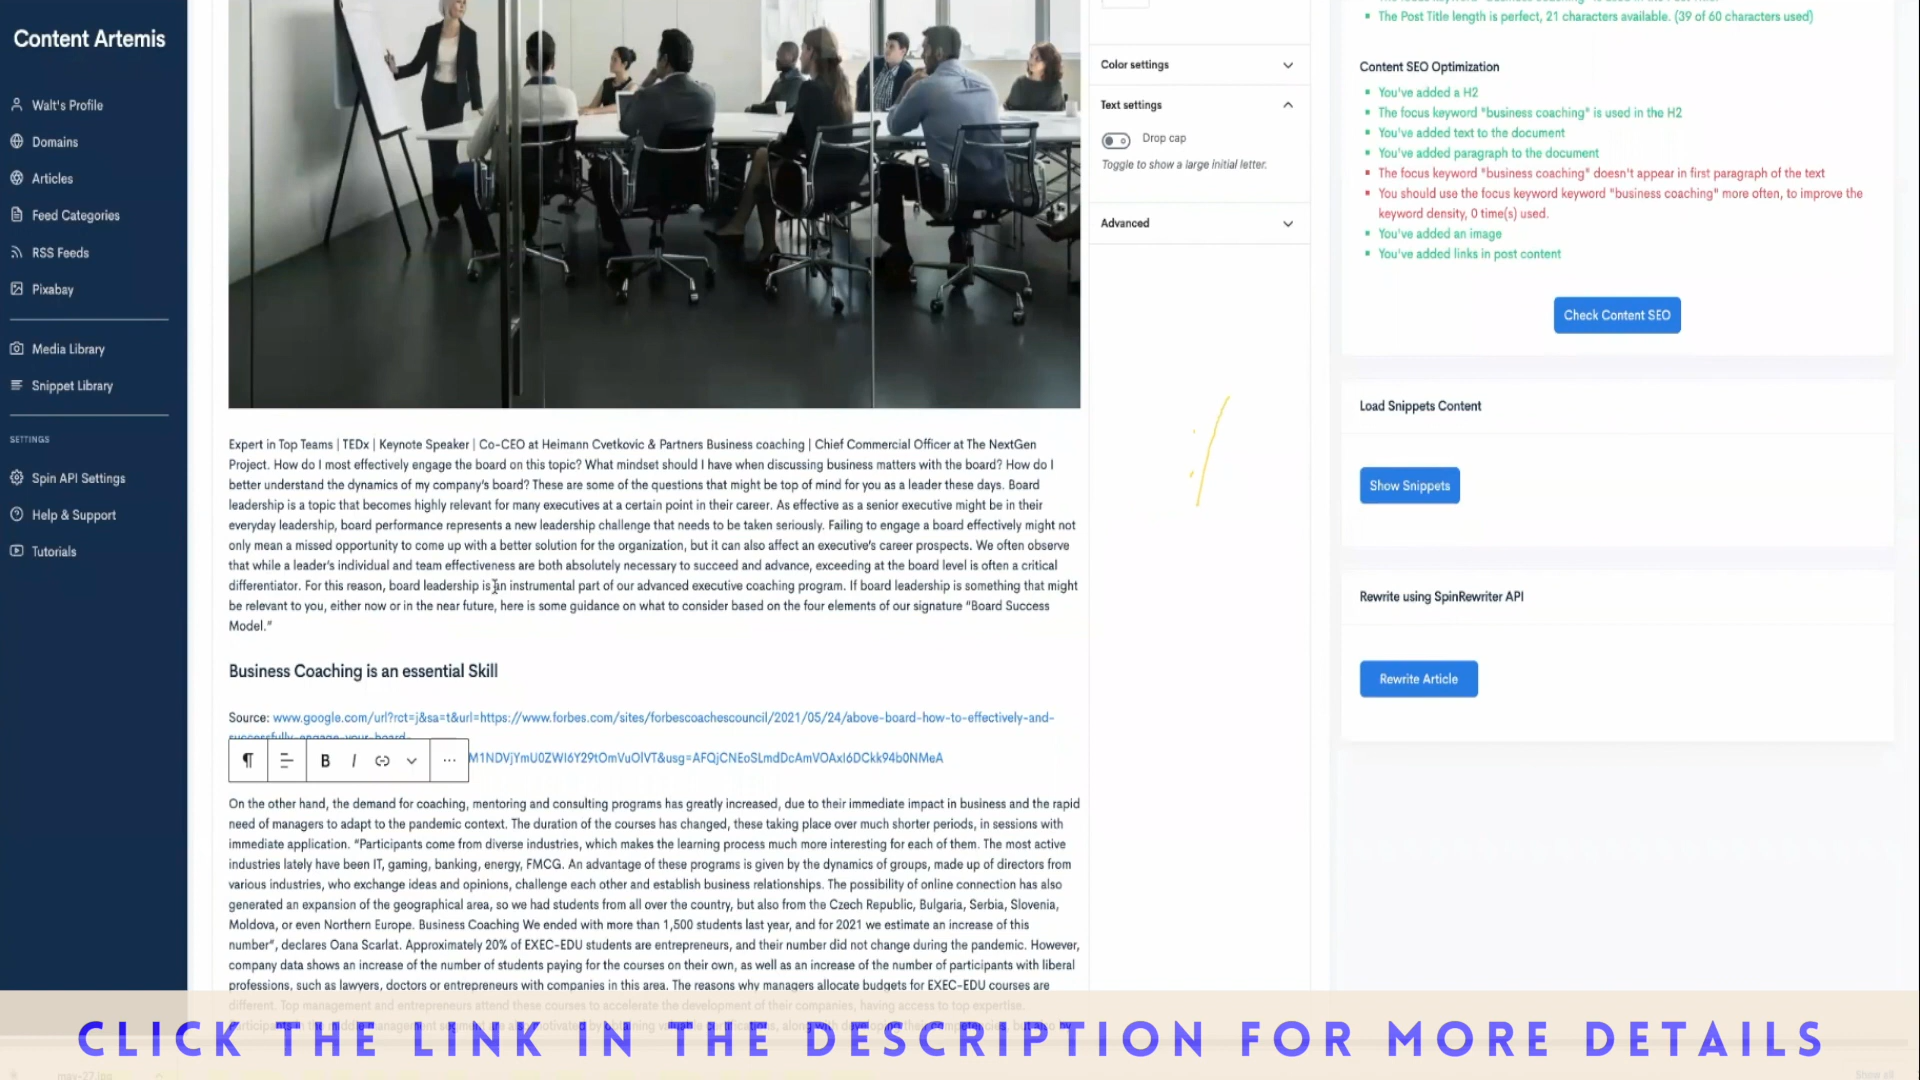 Content Artemis
Walt's Profile
Domains
Articles
Feed Categories
RSS Feeds
Pixabay
Media Library
Snippet Library
SETTINGS
Spin API Settings
Help & Support
Tutorials
Expert in Top Teams | TEDx | Keynote Speaker | Co-CEO at Heimann Cvetkovic & Partners Business coaching | Chief Commercial Officer at The NextGen
Project. How do I most effectively engage the board on this topic? What mindset should I have when discussing business matters with the board? How do I
better understand the dynamics of my company's board? These are some of the questions that might be top of mind for you as a leader these days. Board
leadership is a topic that becomes highly relevant for many executives at a certain point in their career. As effective as a senior executive might be in their
everyday leadership, board performance represents a new leadership challenge that needs to be taken seriously. Failing to engage a board effectively might not
only mean a missed opportunity to come up with a better solution for the organization, but it can also affect an executive's career prospects. We often observe
that while a leader's individual and team effectiveness are both absolutely necessary to succeed and advance, exceeding at the board level is often a critical
differentiator. For this reason, board leadership is an instrumental part of our advanced executive coaching program. If board leadership is something that might
be relevant to you, either now or in the near future, here is some guidance on what to consider based on the four elements of our signature “Board Success
Model.”
Business Coaching is an essential Skill
Source: www.google.com/url?rct=j&sa=t&url=https://www.forbes.com/sites/forbescoachescouncil/2021/05/24/above-board-how-to-effectively-and-
successfully-engage-your-board-
M1NDVjYmU0ZWI6Y29tOmVuOlVT&usg=AFQjCNEoSLmdDcAmVOAxI6DCkk94b0NMeA
On the other hand, the demand for coaching, mentoring and consulting programs has greatly increased, due to their immediate impact in business and the rapid
need of managers to adapt to the pandemic context. The duration of the courses has changed, these taking place over much shorter periods, in sessions with
immediate application. “Participants come from diverse industries, which makes the learning process much more interesting for each of them. The most active
industries lately have been IT, gaming, banking, energy, FMCG. An advantage of these programs is given by the dynamics of groups, made up of directors from
various industries, who exchange ideas and opinions, challenge each other and establish business relationships. The possibility of online connection has also
generated an expansion of the geographical area, so we had students from all over the country, but also from the Czech Republic, Bulgaria, Serbia, Slovenia,
Moldova, or even Northern Europe. Business Coaching We ended with more than 1,500 students last year, and for 2021 we estimate an increase of this
number”, declares Oana Scarlat. Approximately 20% of EXEC-EDU students are entrepreneurs, and their number did not change during the pandemic. However,
company data shows an increase of the number of students paying for the courses on their own, as well as an increase of the number of participants with liberal
professions, such as lawyers, doctors or entrepreneurs with companies in this area. The reasons why managers allocate budgets for EXEC-EDU courses are
different. Top management and entrepreneurs attend these courses to accelerate the development of their companies, having access to top expertise.
Color settings
Text settings
Drop cap
Toggle to show a large initial letter.
Advanced
The Post Title length is perfect, 21 characters available. (39 of 60 characters used)
Content SEO Optimization
You've added a H2
The focus keyword "business coaching" is used in the H2
You've added text to the document
You've added paragraph to the document
The focus keyword "business coaching" doesn't appear in first paragraph of the text
You should use the focus keyword keyword "business coaching" more often, to improve the
keyword density, 0 time(s) used.
You've added an image
You've added links in post content
Check Content SEO
Load Snippets Content
Show Snippets
Rewrite using SpinRewriter API
Rewrite Article
CLICK THE LINK IN THE DESCRIPTION FOR MORE DETAILS
may-27.jpg
Show all